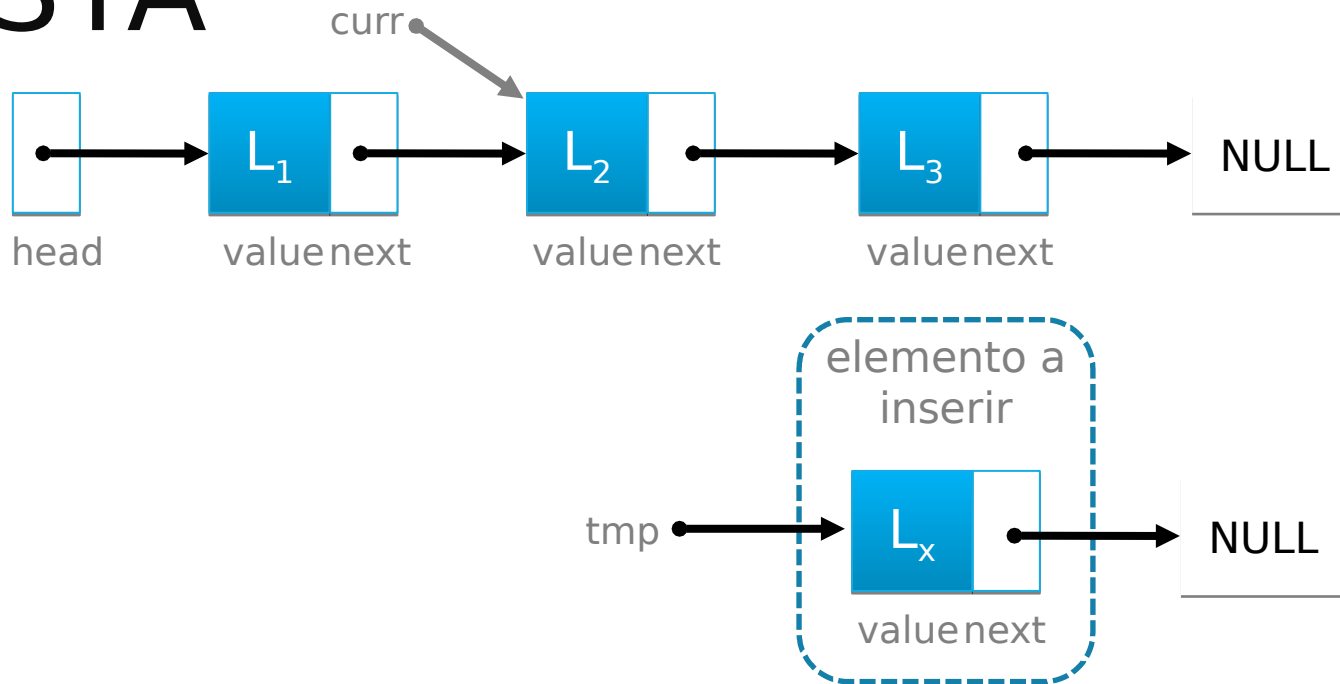 curr
L1 L2 L3 NULL
head value next value next value next
elemento a
inserir
tmp Lx NULL
value next